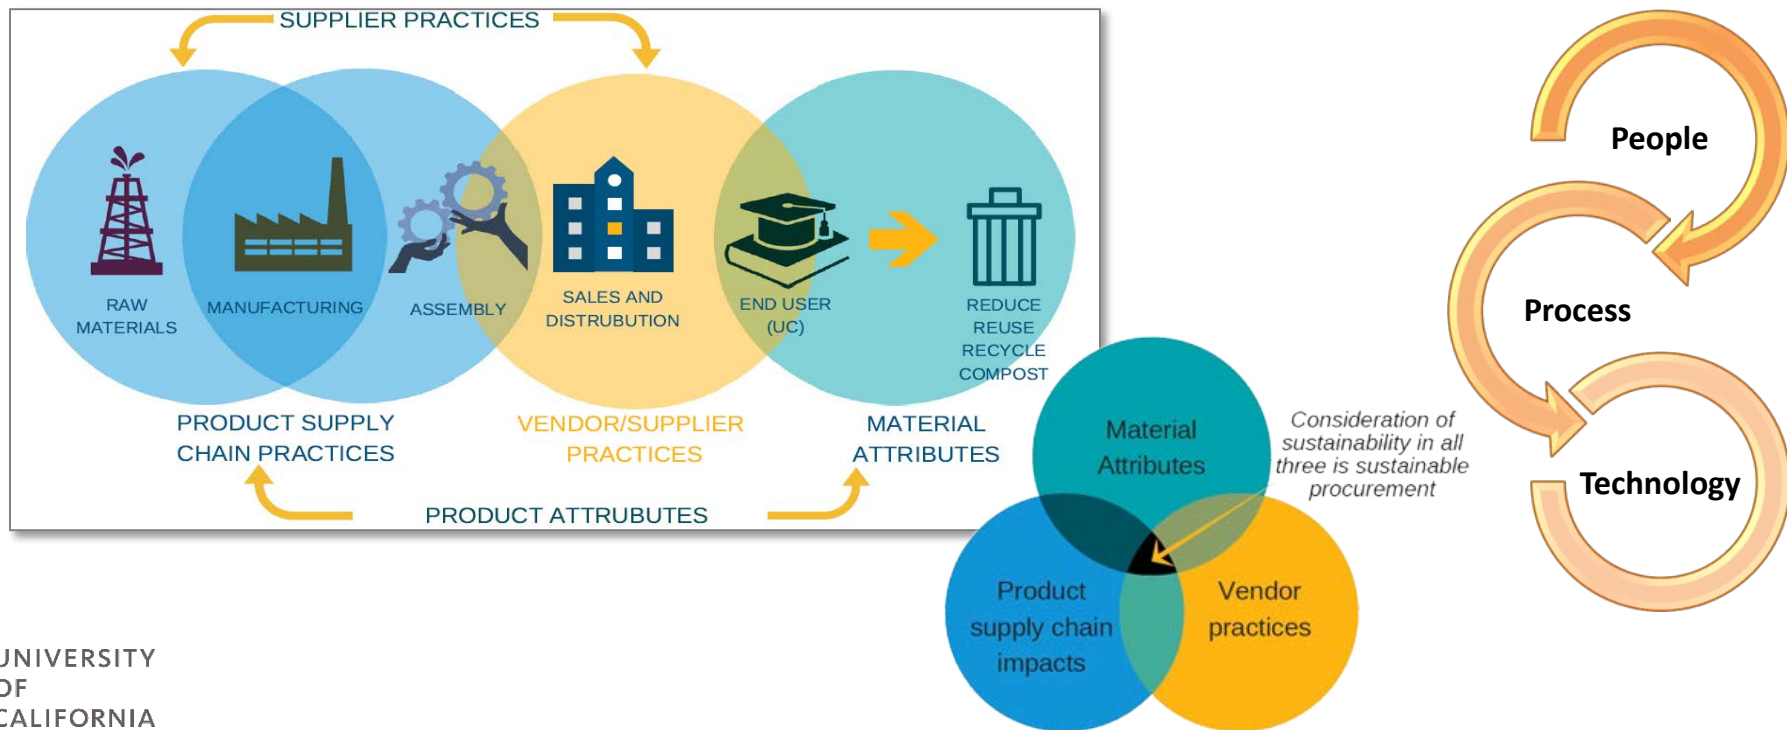 SUPPLIER PRACTICES
RAW
MATERIALS
MANUFACTURING
ASSEMBLY
SALES AND
DISTRUBUTION
END USER
(UC)
REDUCE
REUSE
RECYCLE
COMPOST
PRODUCT SUPPLY
CHAIN PRACTICES
VENDOR/SUPPLIER
PRACTICES
MATERIAL
ATTRIBUTES
PRODUCT ATTRUBUTES
Material
Attributes
Product
supply chain
impacts
Vendor
practices
Consideration of
sustainability in all
three is sustainable
procurement
People
Process
Technology
UNIVERSITY
OF
CALIFORNIA